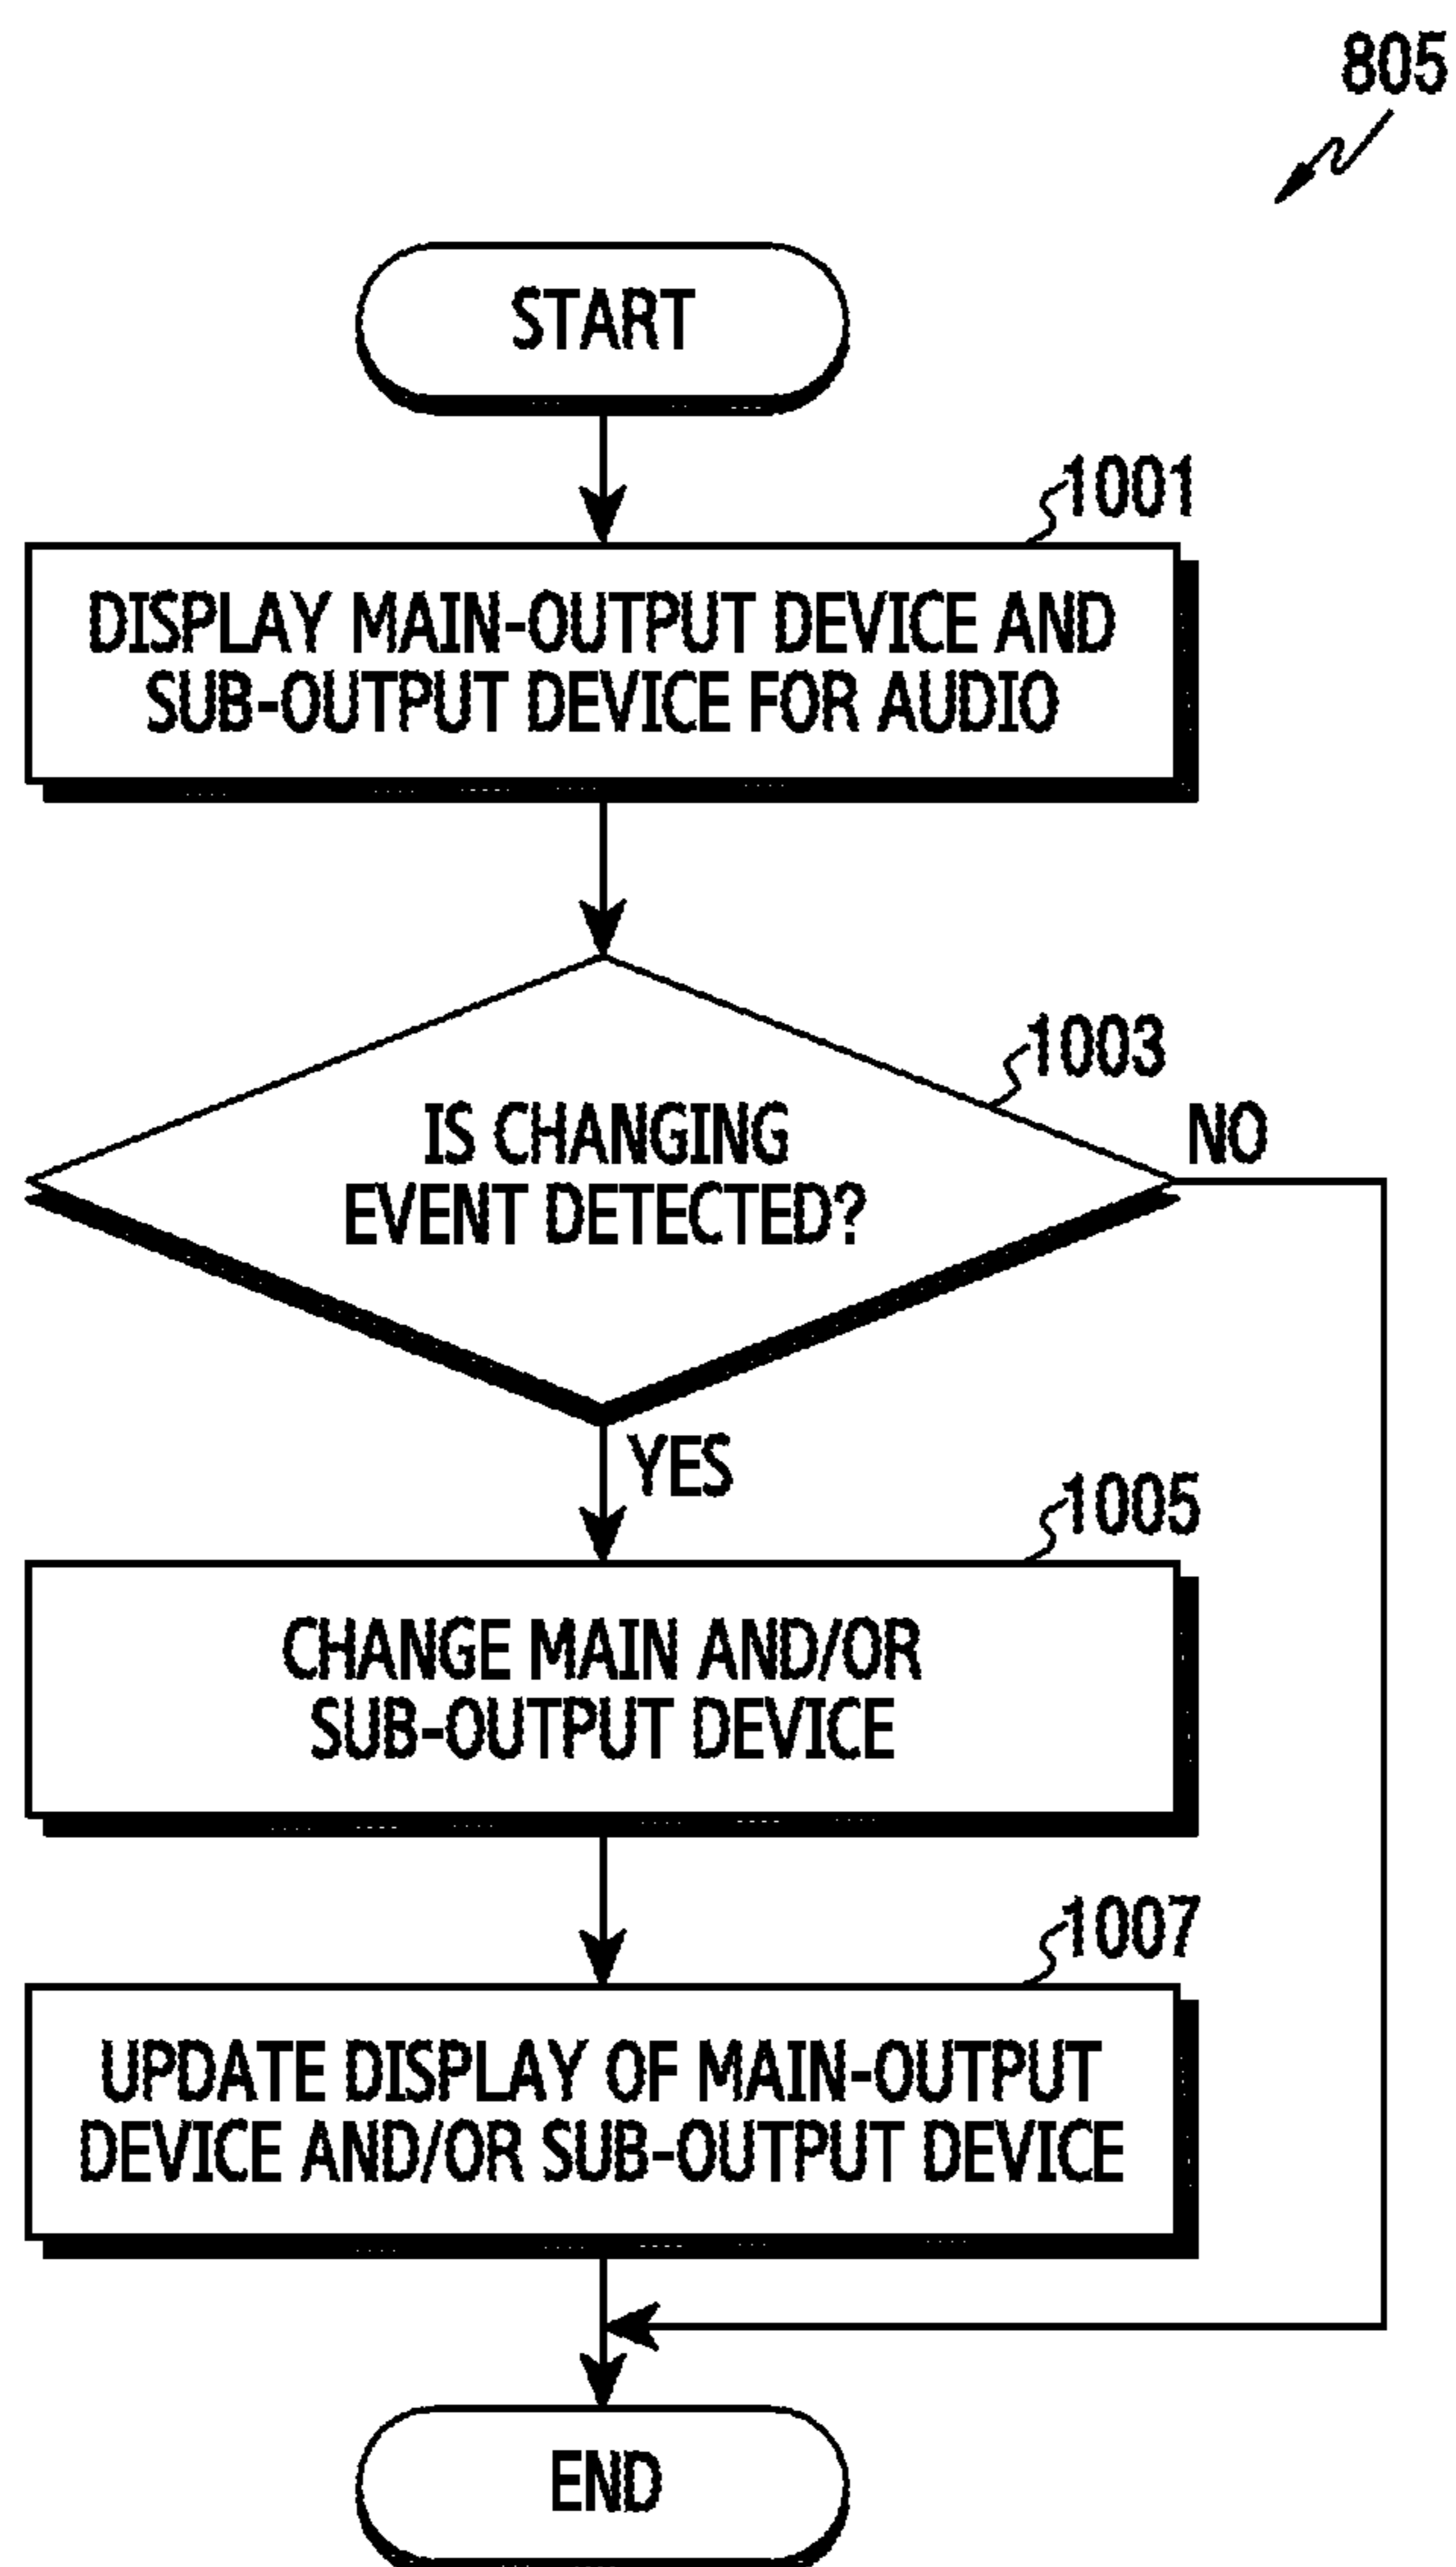 805
START
1001
DISPLAY MAIN-OUTPUT DEVICE AND
SUB-OUTPUT DEVICE FOR AUDIO
1003
IS CHANGING
EVENT DETECTED?
NO
YES
1005
CHANGE MAIN AND/OR
SUB-OUTPUT DEVICE
1007
UPDATE DISPLAY OF MAIN-OUTPUT
DEVICE AND/OR SUB-OUTPUT DEVICE
END